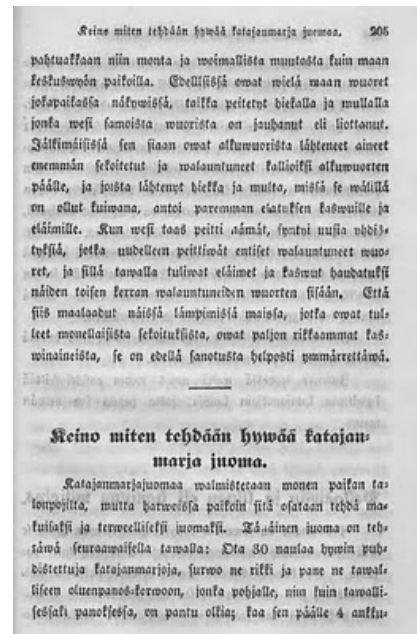 Keino miten tehdään hywää katajanmarja juomaa. 205
pahtuakkaan niin monta ja woimallista muutosta kuin maan
keskuswyön paikoilla. Edellisissä owat wielä maan wuoret
jokapaikassa näkywissä, taikka peitetyt hiekalla ja mullalla
jonka wesi samoista wuorista on jauhanut eli liottanut.
Jälkimäisissä sen siaan owat alkuwuorista lähteneet aineet
enemmän sekoitetut ja walauntuneet kallioiksi alkuwuorten
päälle, ja joista lähtenyt hiekka ja multa, missä se wälillä
on ollut kuiwana, antoi paremman elatuksen kaswuille ja
eläimille. Kun wesi taas peitti nämät, syntyi uusia yhdis-
tyksiä, jotka uudelleen peittiwät entiset walauntuneet wuo-
ret, ja sillä tawalla tuliwat eläimet ja kaswut haudatuksi
näiden toisen kerran walauntuneiden wuorten sisään. Että
siis maalaadut näissä lämpimissä maissa, jotka owat tul-
leet monellaisista sekoituksista, owat paljon rikkaammat kas-
winaineista, se on edellä sanotusta helposti ymmärrettäwä.
Keino miten tehdään hywää katajan-
marja juoma.
Katajanmarjajuomaa walmistetaan monen paikan ta-
lonpojilta, mutta harwoissa paikoin sitä osataan tehdä ma-
kuisaksi ja terweelliseksi juomaksi. Tällainen juoma on teh-
täwä seuraawaisella tawalla: Ota 30 naulaa hywin puh-
distettuja katajanmarjoja, surwo ne rikki ja pane ne tawal-
liseen oluenpanos-korwoon, jonka pohjalle, niin kuin tawalli-
sessaki panoksessa, on pantu olkia; kaa sen päälle 4 ankku-